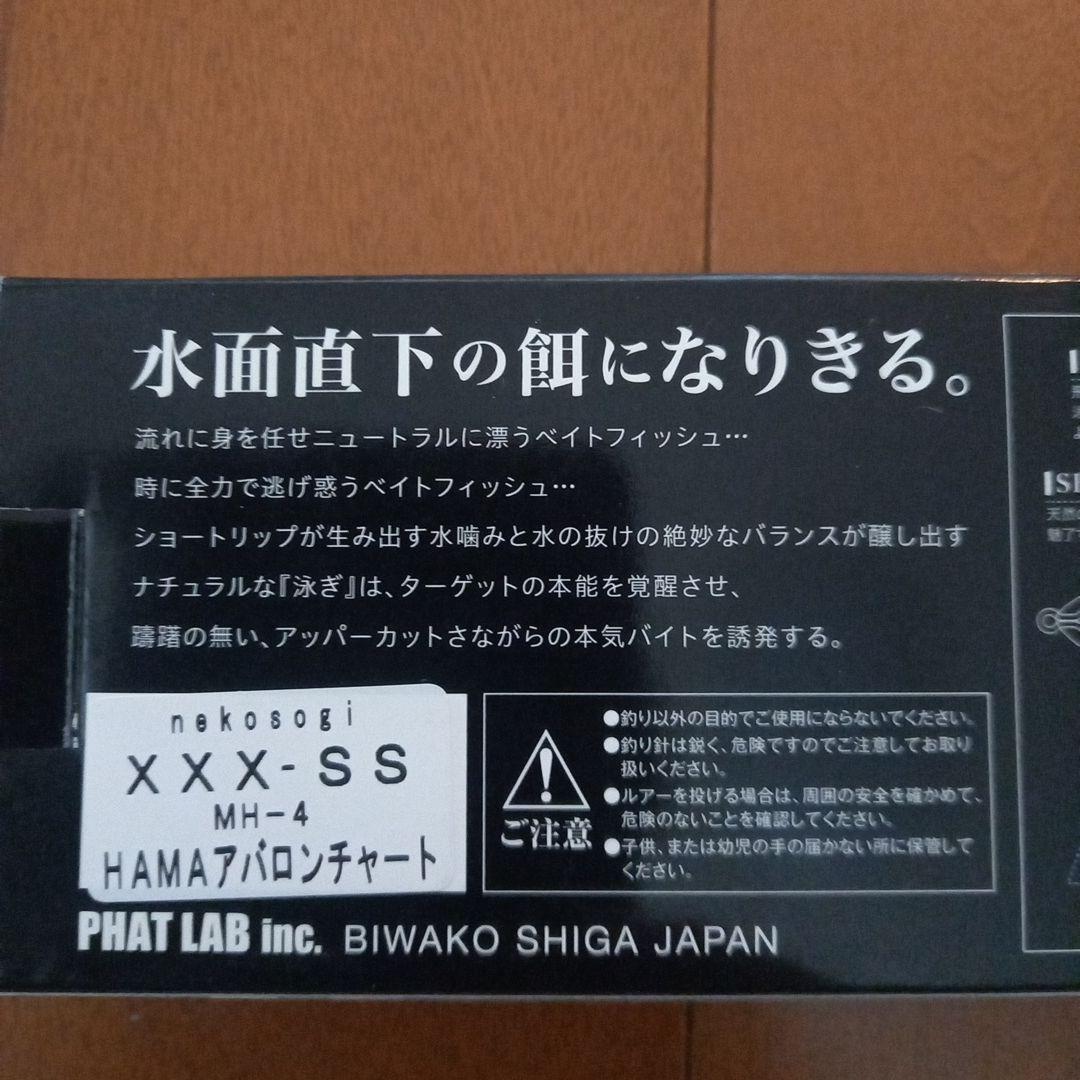 水面直下の餌になりきる。
流れに身を任せニュートラルに漂うベイトフィッシュ…
時に全力で逃げ惑うベイトフィッシュ…
ショートリップが生み出す水噛みと水の抜けの絶妙なバランスが醸し出す
ナチュラルな『泳ぎ』は、ターゲットの本能を覚醒させ、
躊躇の無い、アッパーカットさながらの本気バイトを誘発する。
nekosogi
XXX-SS
MH-4
HAMAアバロンチャート
ご注意
●釣り以外の目的でご使用にならないでください。
●釣り針は鋭く、危険ですのでご注意してお取り
扱いください。
●ルアーを投げる場合は、周囲の安全を確かめて、
危険のないことを確認してください。
●子供、または幼児の手の届かない所に保管して
ください。
PHAT LAB inc. BIWAKO SHIGA JAPAN